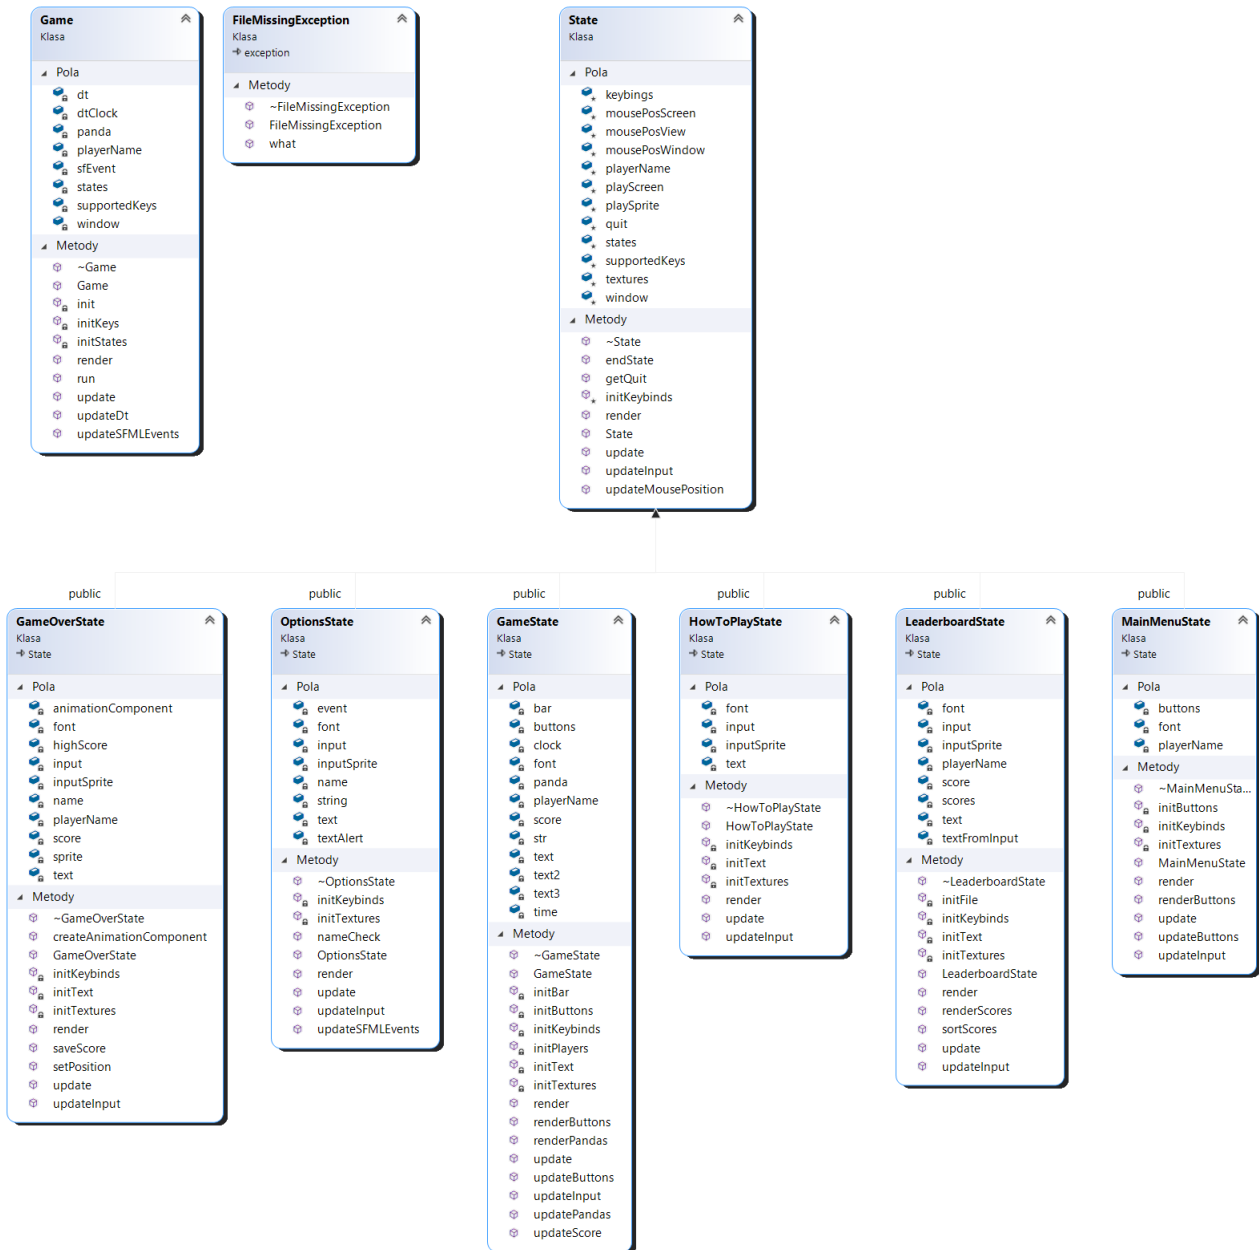 Game
Klasa
Pola
dt
dtClock
panda
playerName
sfEvent
states
supportedKeys
window
Metody
~Game
Game
init
initKeys
initStates
render
run
update
updateDt
updateSFMLEvents
FileMissingException
Klasa
exception
Metody
~FileMissingException
FileMissingException
what
State
Klasa
Pola
keybings
mousePosScreen
mousePosView
mousePosWindow
playerName
playScreen
playSprite
quit
states
supportedKeys
textures
window
Metody
~State
endState
getQuit
initKeybinds
render
State
update
updateInput
updateMousePosition
public
GameOverState
Klasa
State
Pola
animationComponent
font
highScore
input
inputSprite
name
playerName
score
sprite
text
Metody
~GameOverState
createAnimationComponent
GameOverState
initKeybinds
initText
initTextures
render
saveScore
setPosition
update
updateInput
public
OptionsState
Klasa
State
Pola
event
font
input
inputSprite
name
string
text
textAlert
Metody
~OptionsState
initKeybinds
initTextures
nameCheck
OptionsState
render
update
updateInput
updateSFMLEvents
public
GameState
Klasa
State
Pola
bar
buttons
clock
font
panda
playerName
score
str
text
text2
text3
time
Metody
~GameState
GameState
initBar
initButtons
initKeybinds
initPlayers
initText
initTextures
render
renderButtons
renderPandas
update
updateButtons
updateInput
updatePandas
updateScore
public
HowToPlayState
Klasa
State
Pola
font
input
inputSprite
text
Metody
~HowToPlayState
HowToPlayState
initKeybinds
initText
initTextures
render
update
updateInput
public
LeaderboardState
Klasa
State
Pola
font
input
inputSprite
playerName
score
scores
text
textFromInput
Metody
~LeaderboardState
initFile
initKeybinds
initText
initTextures
LeaderboardState
render
renderScores
sortScores
update
updateInput
public
MainMenuState
Klasa
State
Pola
buttons
font
playerName
Metody
~MainMenuSta...
initButtons
initKeybinds
initTextures
MainMenuState
render
renderButtons
update
updateButtons
updateInput